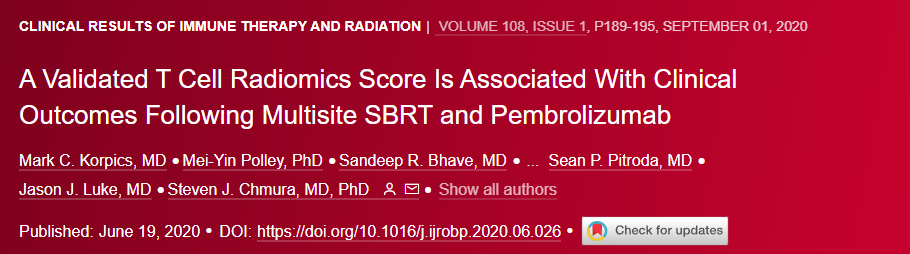 CLINICAL RESULTS OF IMMUNE THERAPY AND RADIATION | VOLUME 108, ISSUE 1, P189-195, SEPTEMBER 01, 2020
A Validated T Cell Radiomics Score Is Associated With Clinical
Outcomes Following Multisite SBRT and Pembrolizumab
Mark C. Korpics, MD • Mei-Yin Polley, PhD • Sandeep R. Bhave, MD • ... Sean P. Pitroda, MD •
Jason J. Luke, MD • Steven J. Chmura, MD, PhD • Show all authors
Published: June 19, 2020 • DOI: https://doi.org/10.1016/j.ijrobp.2020.06.026 • Check for updates